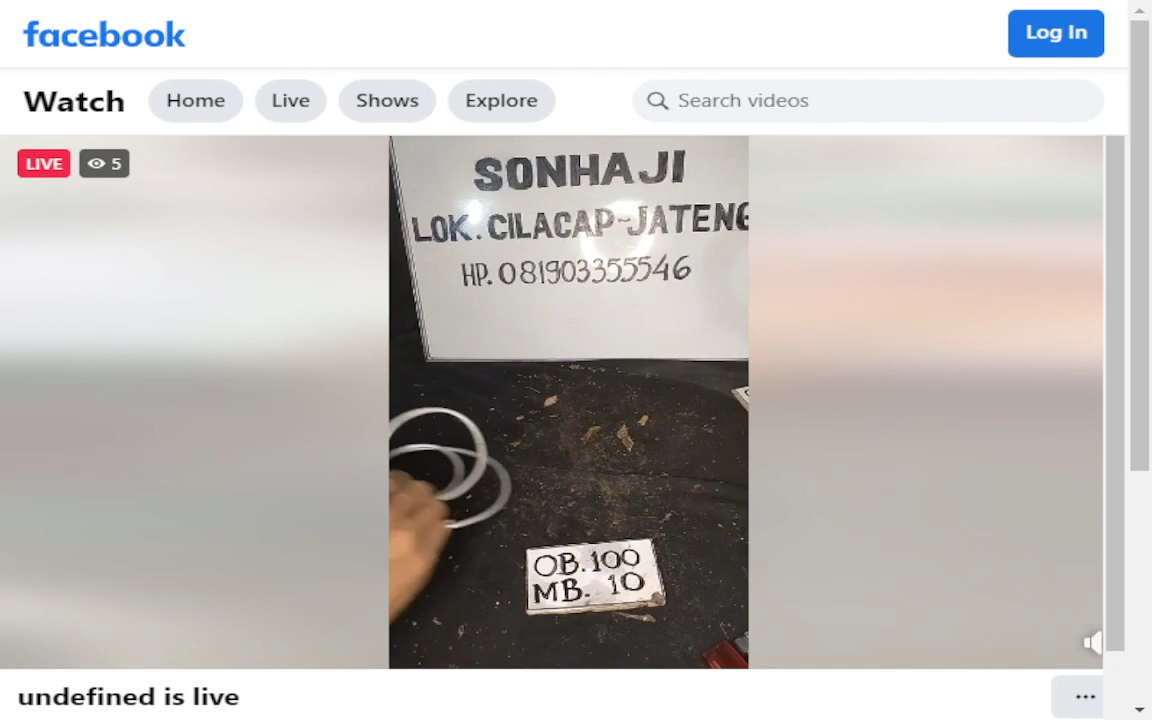 facebook
Log In
Watch
Home
Live
Shows
Explore
Search videos
LIVE
5
SONHAJI
LOK. CILACAP-JATENG
HP. 081903355546
OB. 100
MB. 10
undefined is live